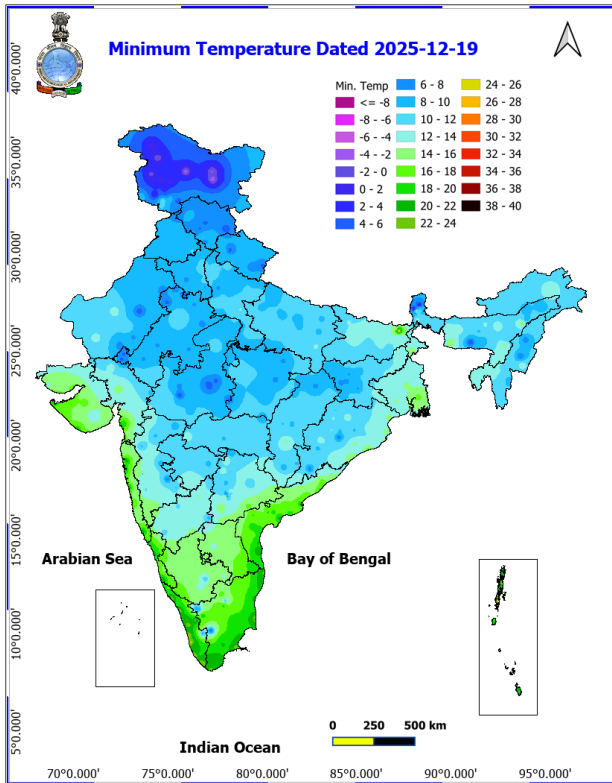 Minimum Temperature Dated 2025-12-19
Min. Temp
<= -8
-8 - -6
-6 - -4
-4 - -2
-2 - 0
0 - 2
2 - 4
4 - 6
6 - 8
8 - 10
10 - 12
12 - 14
14 - 16
16 - 18
18 - 20
20 - 22
22 - 24
24 - 26
26 - 28
28 - 30
30 - 32
32 - 34
34 - 36
36 - 38
38 - 40
40°0.000'
35°0.000'
30°0.000'
25°0.000'
20°0.000'
15°0.000'
10°0.000'
5°0.000'
Arabian Sea
Bay of Bengal
Indian Ocean
0 250 500 km
70°0.000' 75°0.000' 80°0.000' 85°0.000' 90°0.000' 95°0.000'